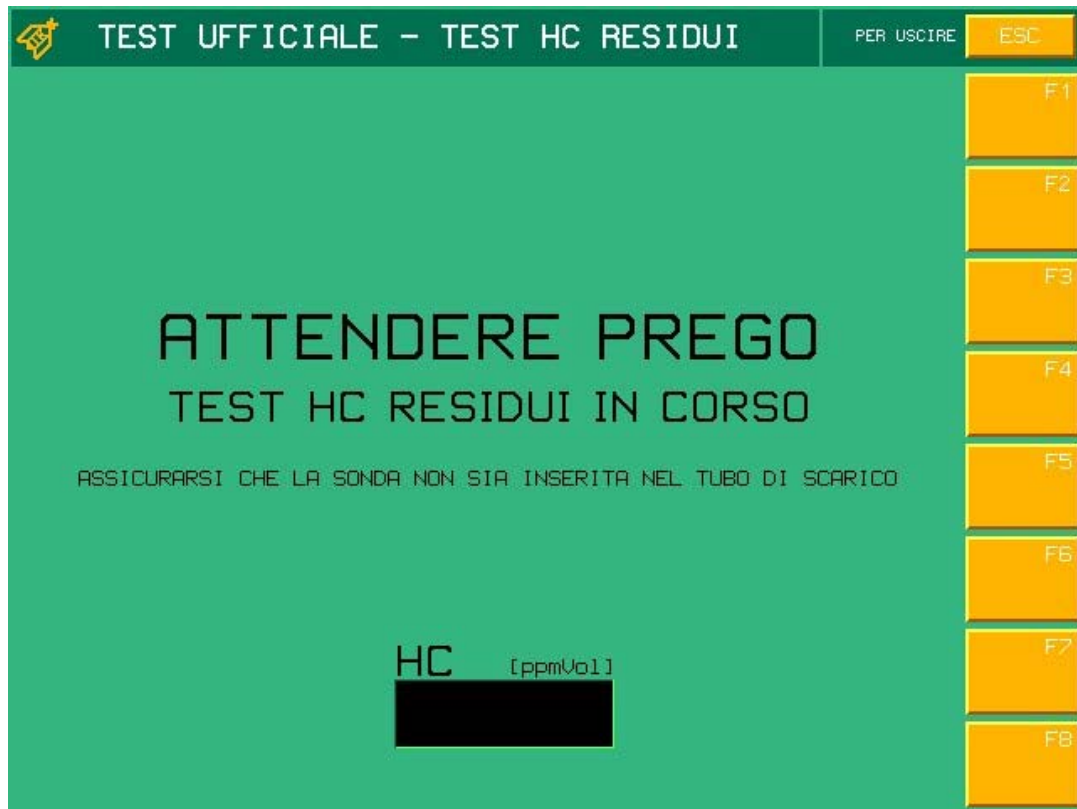 TEST UFFICIALE - TEST HC RESIDUI
PER USCIRE ESC
F1
F2
F3
ATTENDERE PREGO
F4
TEST HC RESIDUI IN CORSO
F5
ASSICURARSI CHE LA SONDA NON SIA INSERITA NEL TUBO DI SCARICO
F6
HC [ppmVol]
F7
F8